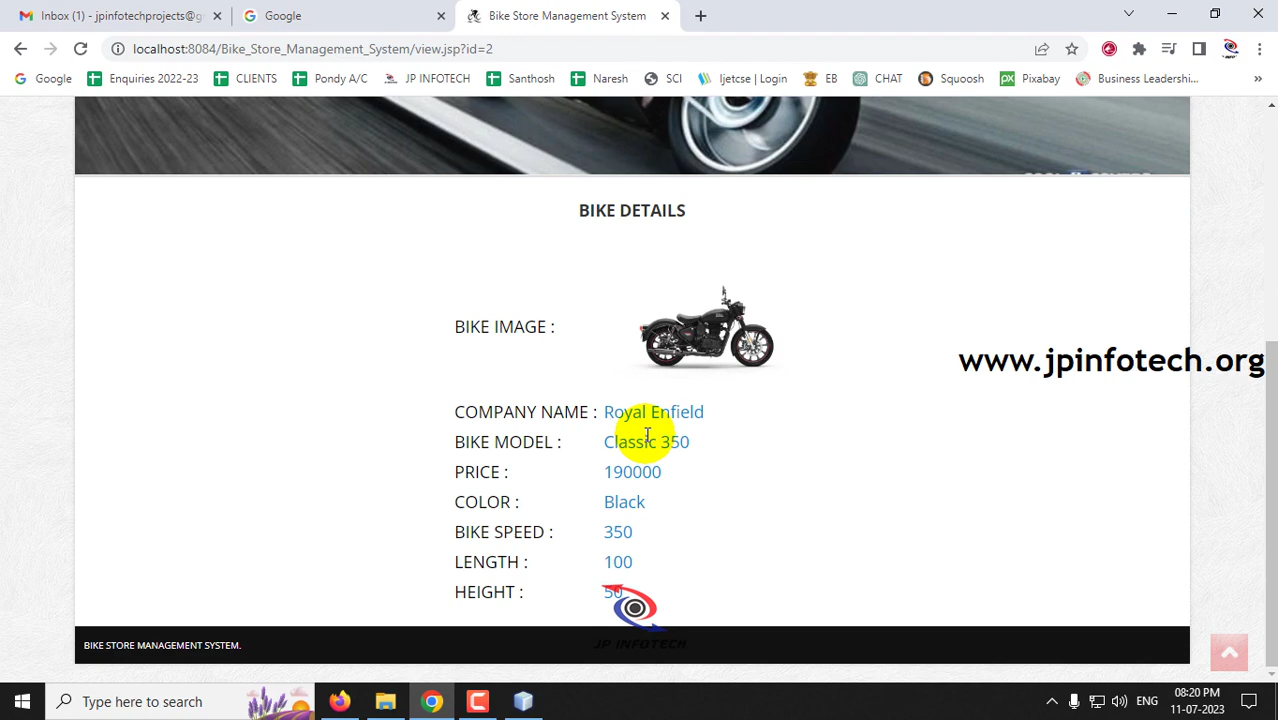 Inbox (1) - jpinfotechprojects@g
Google
Bike Store Management System
localhost:8084/Bike_Store_Management_System/view.jsp?id=2
Google
Enquiries 2022-23
CLIENTS
Pondy A/C
JP INFOTECH
Santhosh
Naresh
SCI
Ijetcse | Login
EB
CHAT
Squoosh
Pixabay
Business Leadershi...
BIKE DETAILS
BIKE IMAGE :
www.jpinfotech.org
COMPANY NAME : Royal Enfield
BIKE MODEL : Classic 350
PRICE : 190000
COLOR : Black
BIKE SPEED : 350
LENGTH : 100
HEIGHT : 50
BIKE STORE MANAGEMENT SYSTEM.
JP INFOTECH
Type here to search
ENG
08:20 PM
11-07-2023